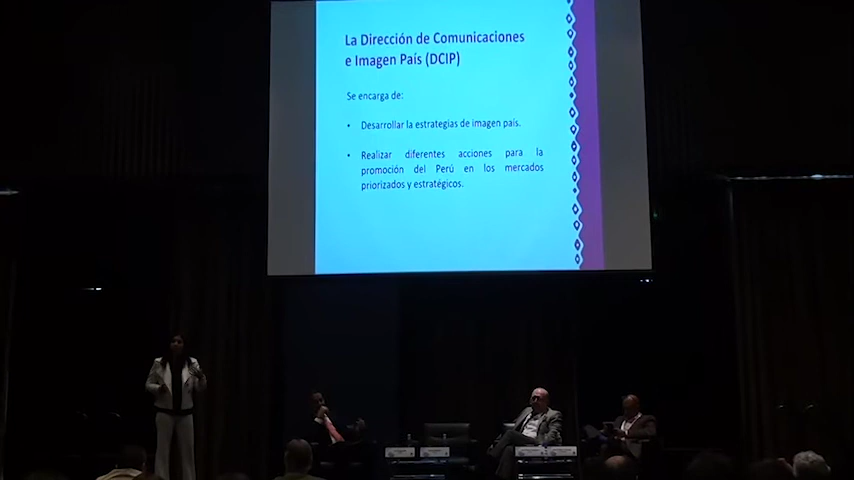 La Dirección de Comunicaciones
e Imagen País (DCIP)
Se encarga de:
• Desarrollar la estrategias de imagen país.
• Realizar diferentes acciones para la
promoción del Perú en los mercados
priorizados y estratégicos.